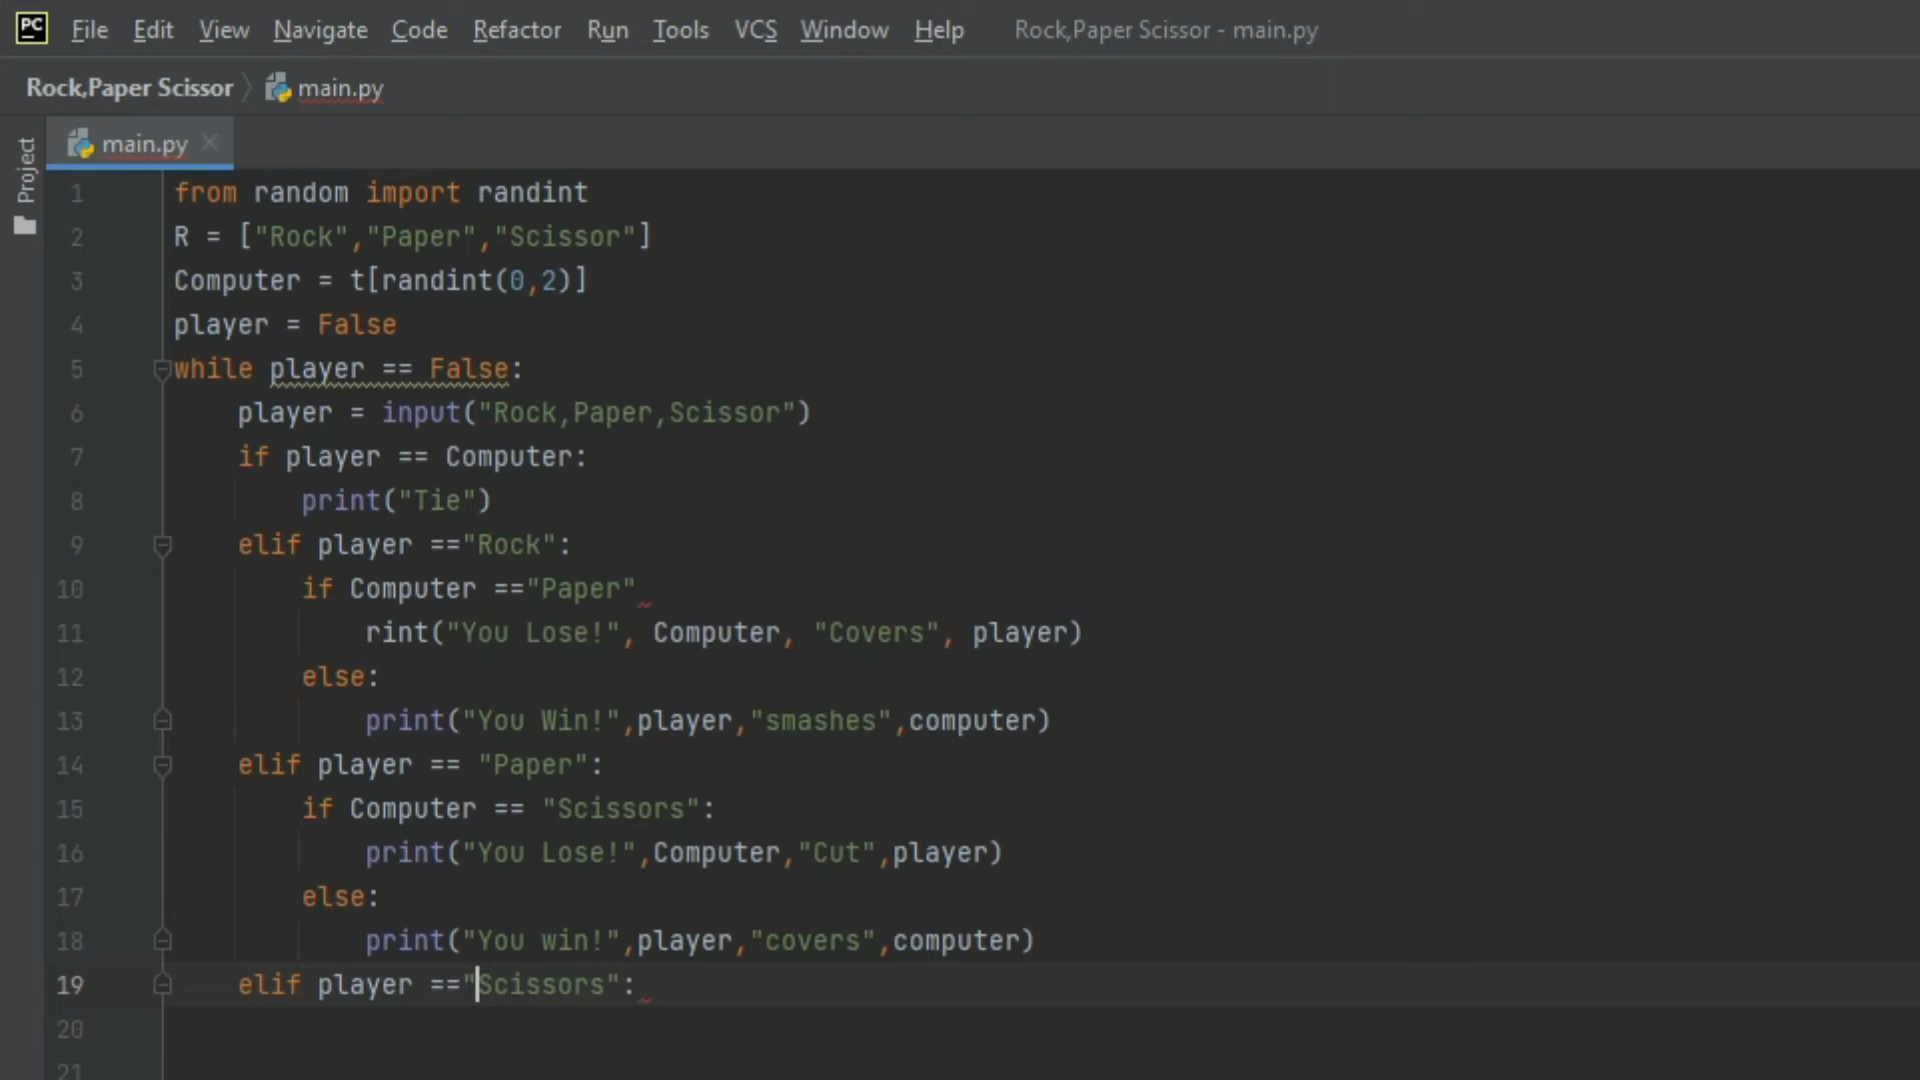 PC File Edit View Navigate Code Refactor Run Tools VCS Window Help Rock,Paper Scissor - main.py
Rock,Paper Scissor main.py
Project
main.py
1 from random import randint
2 R = ["Rock","Paper","Scissor"]
3 Computer = t[randint(0,2)]
4 player = False
5 while player == False:
6 player = input("Rock,Paper,Scissor")
7 if player == Computer:
8 print("Tie")
9 elif player =="Rock":
10 if Computer =="Paper"
11 rint("You Lose!", Computer, "Covers", player)
12 else:
13 print("You Win!",player,"smashes",computer)
14 elif player == "Paper":
15 if Computer == "Scissors":
16 print("You Lose!",Computer,"Cut",player)
17 else:
18 print("You win!",player,"covers",computer)
19 elif player =="Scissors":
20
21